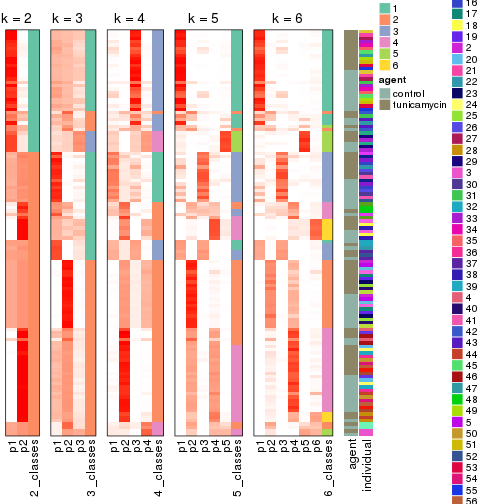 k = 2
k = 3
k = 4
k = 5
k = 6
p1
p2
2_classes
p1
p2
p3
3_classes
p1
p2
p3
p4
4_classes
p1
p2
p3
p4
p5
5_classes
p1
p2
p3
p4
p5
p6
6_classes
agent
individual
1
2
3
4
5
6
agent
control
tunicamycin
16
17
18
19
2
20
21
22
23
24
25
26
27
28
29
3
30
31
32
33
34
35
36
37
38
39
4
40
41
42
43
44
45
46
47
48
49
5
50
51
52
53
54
55
56